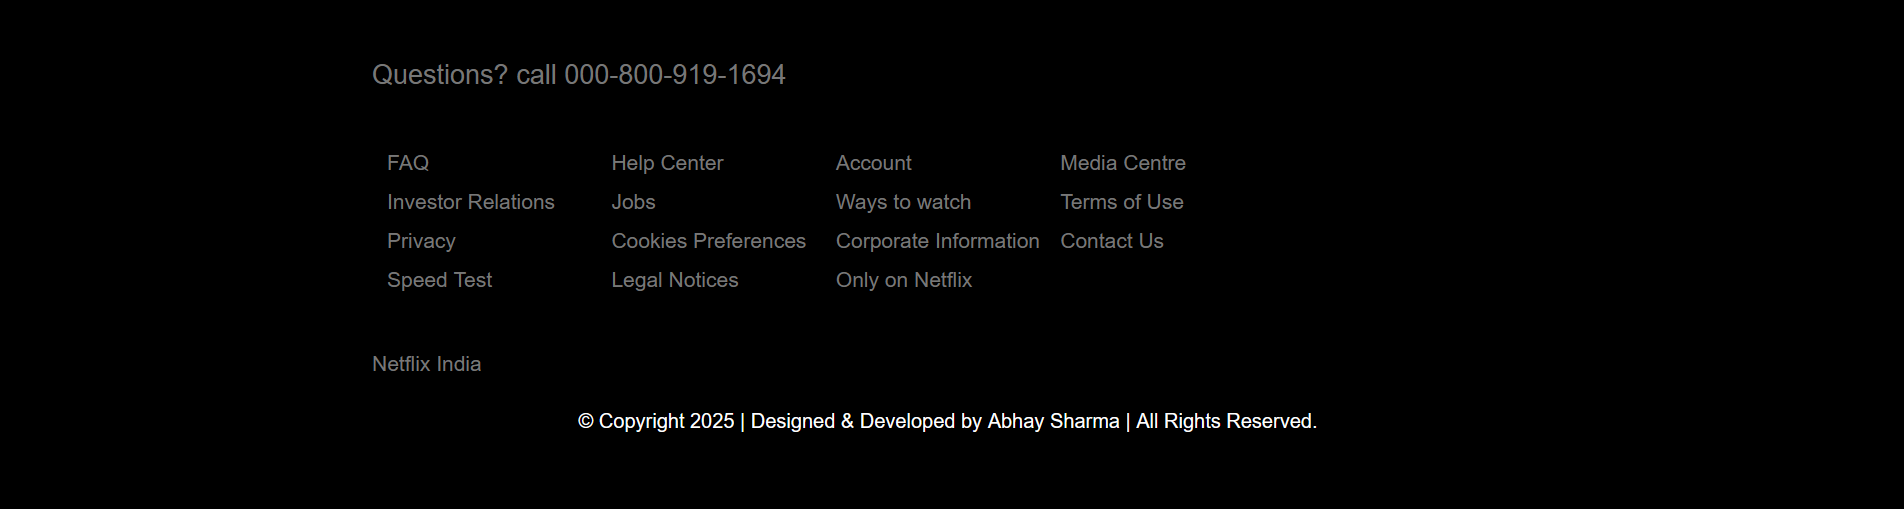 Questions? call 000-800-919-1694
FAQ
Help Center
Account
Media Centre
Investor Relations
Jobs
Ways to watch
Terms of Use
Privacy
Cookies Preferences
Corporate Information
Contact Us
Speed Test
Legal Notices
Only on Netflix
Netflix India
© Copyright 2025 | Designed & Developed by Abhay Sharma | All Rights Reserved.